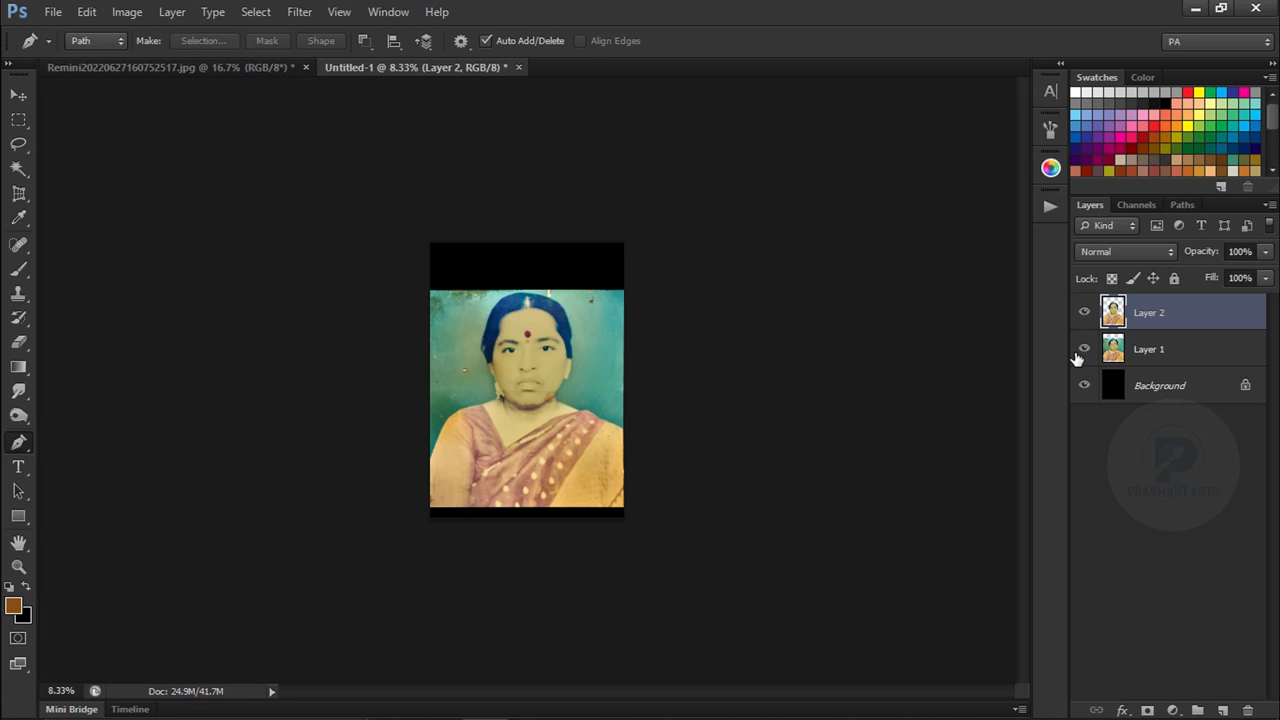 Ps File Edit Image Layer Type Select Filter View Window Help
Path Make: Selection... Mask Shape Auto Add/Delete Align Edges PA
Remini20220627160752517.jpg @ 16.7% (RGB/8*) * × Untitled-1 @ 8.33% (Layer 2, RGB/8) * ×
Swatches Color
Layers Channels Paths
Kind
Normal Opacity: 100%
Lock: Fill: 100%
Layer 2
Layer 1
Background
PRASHANT ARTS
8.33% Doc: 24.9M/41.7M
Mini Bridge Timeline